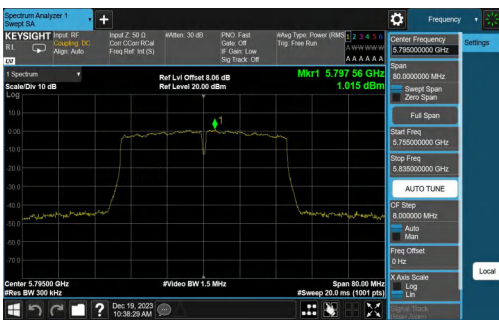 Spectrum Analyzer 1
Swept SA
+
Frequency
KEYSIGHT
Input: RF
Coupling: DC
Align: Auto
Input Z: 50 Ω
Corr CCorr RCal
Freq Ref: Int (S)
#Atten: 30 dB
PNO: Fast
Gate: Off
IF Gain: Low
Sig Track: Off
#Avg Type: Power (RMS
Trig: Free Run
1 2 3 4 5 6
A W W W W W
A A A A A A
RL
LV
1 Spectrum
Scale/Div 10 dB
Ref Lvl Offset 8.06 dB
Ref Level 20.00 dBm
Mkr1 5.797 56 GHz
1.015 dBm
Log
10.0
0.00
-10.0
-20.0
-30.0
-40.0
-50.0
-60.0
-70.0
1
Center 5.79500 GHz
#Res BW 300 kHz
#Video BW 1.5 MHz
Span 80.00 MHz
#Sweep 20.0 ms (1001 pts)
Dec 19, 2023
10:38:29 AM
?
Center Frequency
5.795000000 GHz
Span
80.0000000 MHz
Swept Span
Zero Span
Full Span
Start Freq
5.755000000 GHz
Stop Freq
5.835000000 GHz
AUTO TUNE
CF Step
8.000000 MHz
Auto
Man
Freq Offset
0 Hz
X Axis Scale
Log
Lin
Signal Track
Settings
Local